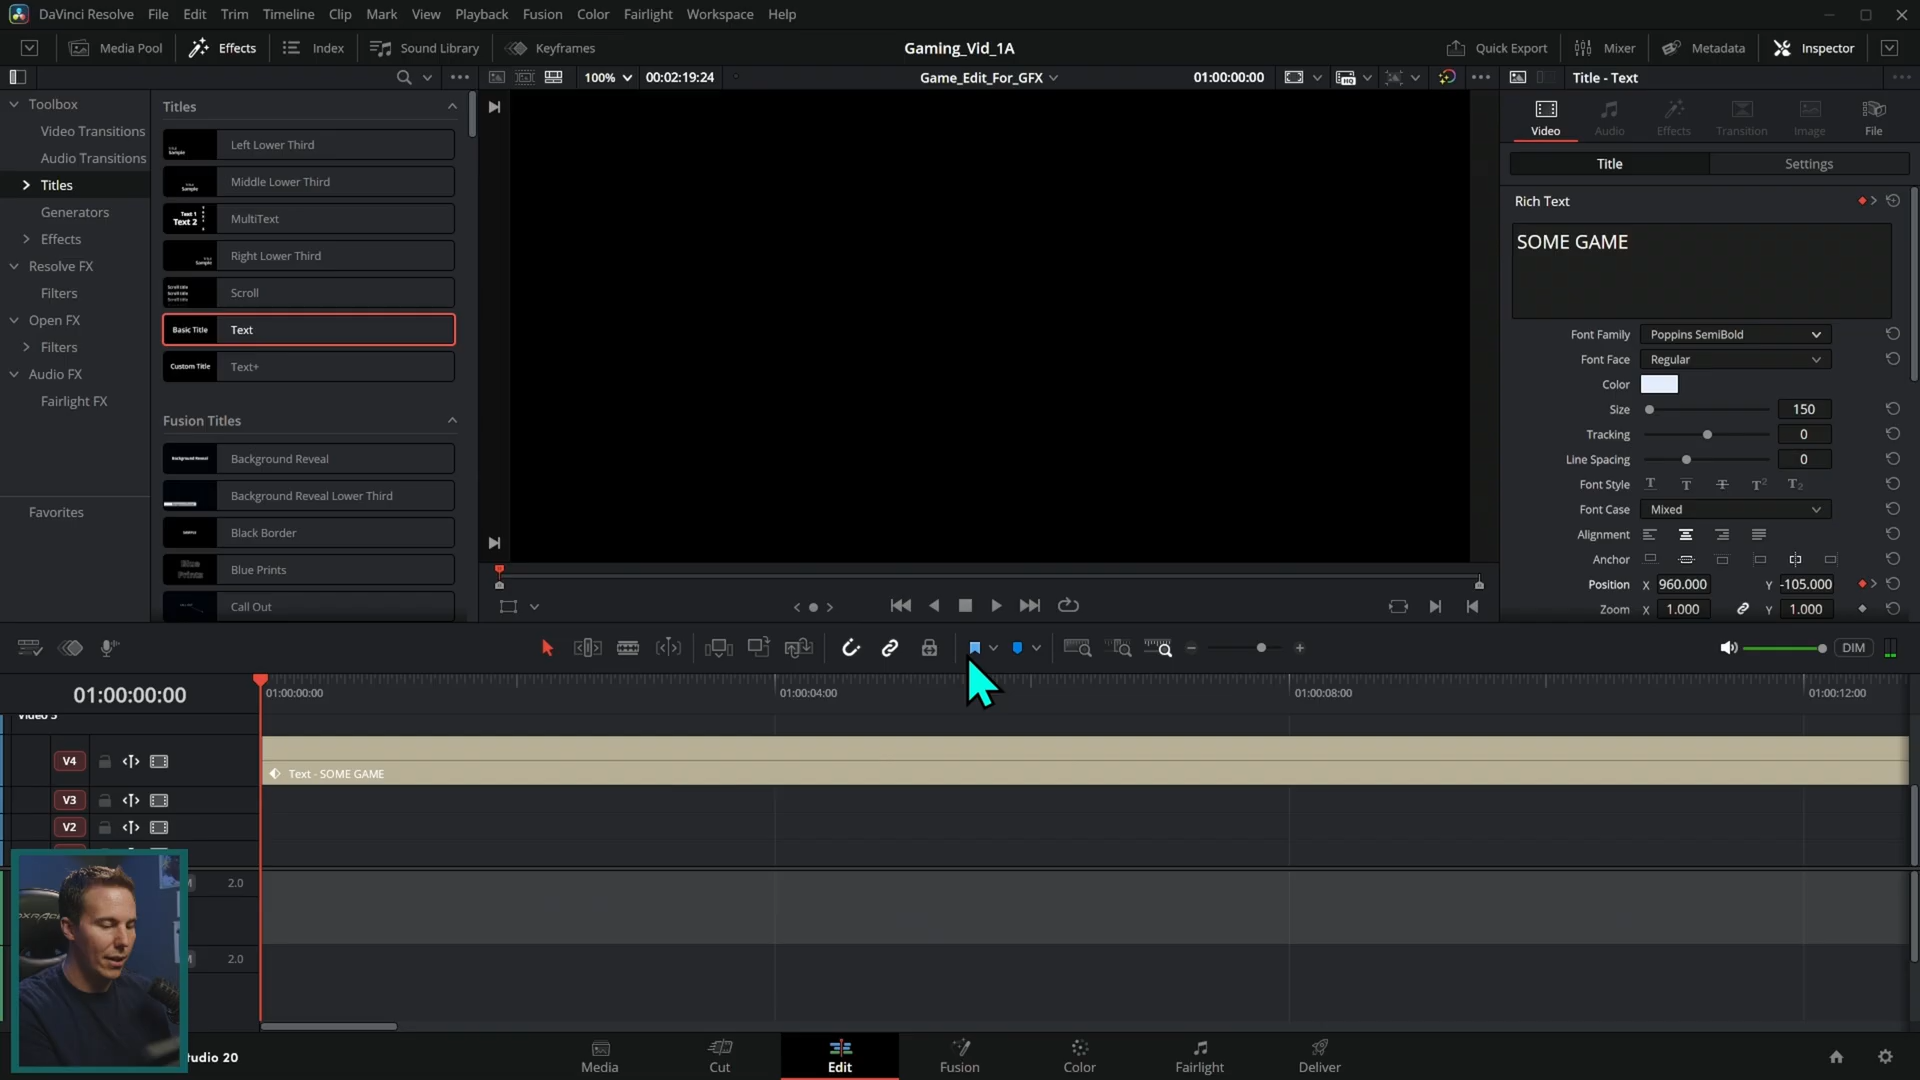 DaVinci Resolve File Edit Trim Timeline Clip Mark View Playback Fusion Color Fairlight Workspace Help
Media Pool Effects Index Sound Library Keyframes Gaming_Vid_1A Quick Export Mixer Metadata Inspector
100% 00:02:19:24 Game_Edit_For_GFX 01:00:00:00 Title - Text
Toolbox
Video Transitions
Audio Transitions
Titles
Generators
Effects
Resolve FX
Filters
Open FX
Filters
Audio FX
Fairlight FX
Favorites
Titles
Left Lower Third
Middle Lower Third
Text 1
Text 2
MultiText
Right Lower Third
Scroll
Basic Title Text
Custom Title Text+
Fusion Titles
Background Reveal
Background Reveal Lower Third
Black Border
Blue Prints
Blue Prints
Call Out
Video Audio Effects Transition Image File
Title Settings
Rich Text
SOME GAME
Font Family Poppins SemiBold
Font Face Regular
Color
Size 150
Tracking 0
Line Spacing 0
Font Style T T T T2 T2
Font Case Mixed
Alignment
Anchor
Position X 960.000 Y -105.000
Zoom X 1.000 Y 1.000
DIM
01:00:00:00
01:00:00:00 01:00:04:00 01:00:08:00 01:00:12:00
Video 5
V4
Text - SOME GAME
V3
V2
M 2.0
M 2.0
tudio 20
Media Cut Edit Fusion Color Fairlight Deliver